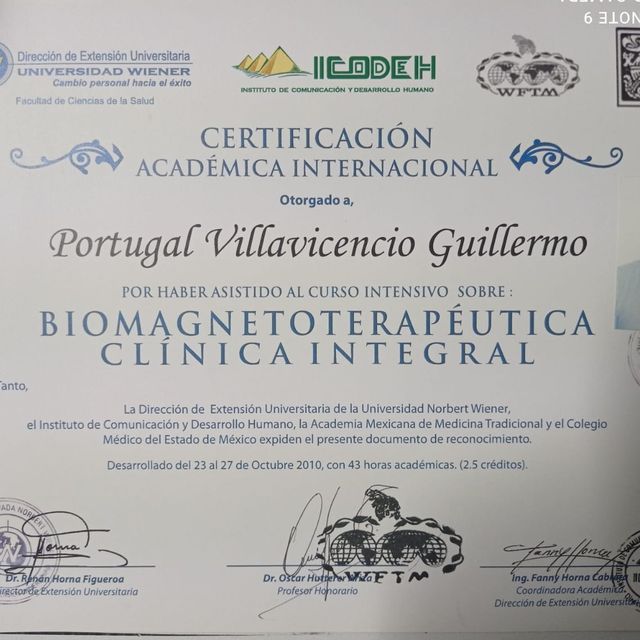 NOTE 9
Dirección de Extensión Universitaria
UNIVERSIDAD WIENER
Cambio personal hacia el éxito
Facultad de Ciencias de la Salud
ICODEH
INSTITUTO DE COMUNICACIÓN Y DESARROLLO HUMANO
WFTM
CERTIFICACIÓN
ACADÉMICA INTERNACIONAL
Otorgado a,
Portugal Villavicencio Guillermo
POR HABER ASISTIDO AL CURSO INTENSIVO SOBRE :
BIOMAGNETOTERAPÉUTICA
CLÍNICA INTEGRAL
Tanto,
La Dirección de Extensión Universitaria de la Universidad Norbert Wiener,
el Instituto de Comunicación y Desarrollo Humano, la Academia Mexicana de Medicina Tradicional y el Colegio
Médico del Estado de México expiden el presente documento de reconocimiento.
Desarrollado del 23 al 27 de Octubre 2010, con 43 horas académicas. (2.5 créditos).
Dr. Renán Horna Figueroa
Director de Extensión Universitaria
Dr. Oscar
WFTM
Profesor Honorario
Ing. Fanny Horna
Coordinadora Académica
Dirección de Extensión